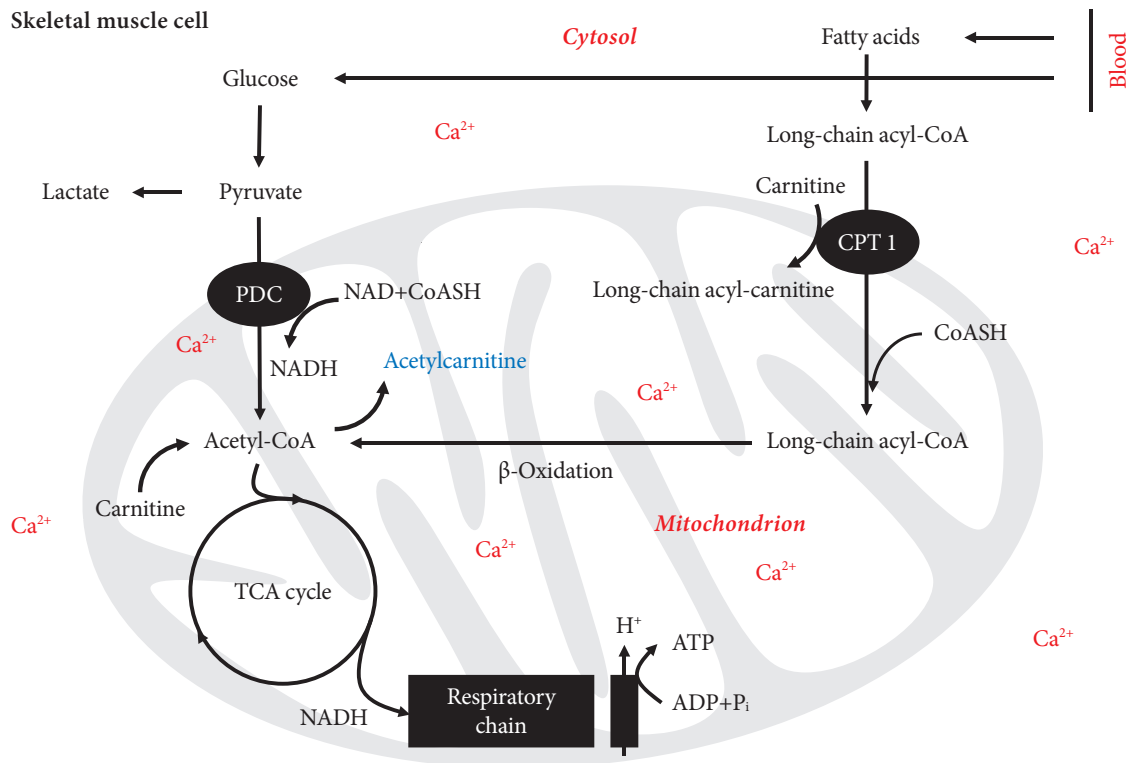 Skeletal muscle cell
Cytosol
Fatty acids
Blood
Glucose
Ca²⁺
Long-chain acyl-CoA
Lactate
Pyruvate
Carnitine
CPT 1
Ca²⁺
PDC
NAD+CoASH
Long-chain acyl-carnitine
Ca²⁺
NADH
Acetylcarnitine
CoASH
Ca²⁺
Acetyl-CoA
Long-chain acyl-CoA
β-Oxidation
Carnitine
Ca²⁺
Mitochondrion
Ca²⁺
Ca²⁺
TCA cycle
H⁺
ATP
Ca²⁺
NADH
Respiratory
chain
ADP+Pᵢ